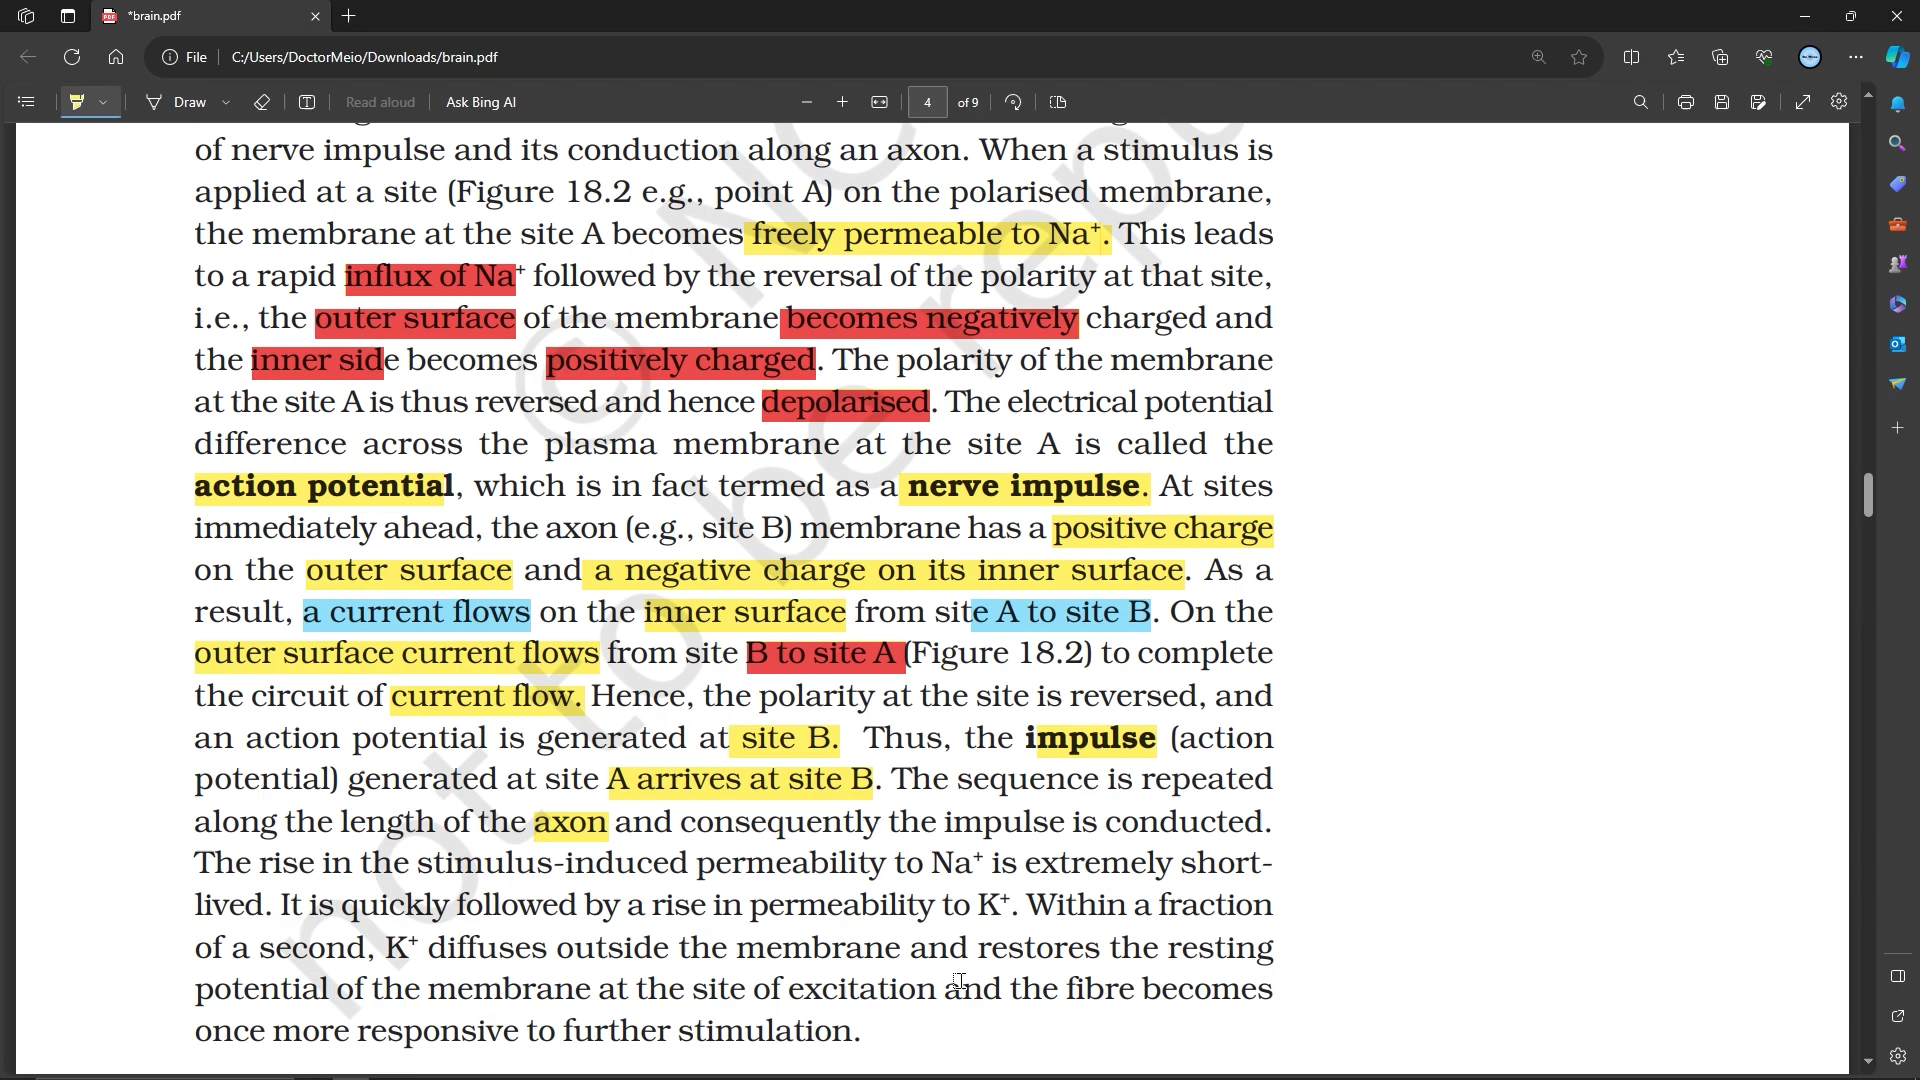 *brain.pdf
File
C:/Users/DoctorMeio/Downloads/brain.pdf
Draw
Read aloud
Ask Bing AI
4 of 9
of nerve impulse and its conduction along an axon. When a stimulus is
applied at a site (Figure 18.2 e.g., point A) on the polarised membrane,
the membrane at the site A becomes freely permeable to Na⁺. This leads
to a rapid influx of Na⁺ followed by the reversal of the polarity at that site,
i.e., the outer surface of the membrane becomes negatively charged and
the inner side becomes positively charged. The polarity of the membrane
at the site A is thus reversed and hence depolarised. The electrical potential
difference across the plasma membrane at the site A is called the
action potential, which is in fact termed as a nerve impulse. At sites
immediately ahead, the axon (e.g., site B) membrane has a positive charge
on the outer surface and a negative charge on its inner surface. As a
result, a current flows on the inner surface from site A to site B. On the
outer surface current flows from site B to site A (Figure 18.2) to complete
the circuit of current flow. Hence, the polarity at the site is reversed, and
an action potential is generated at site B. Thus, the impulse (action
potential) generated at site A arrives at site B. The sequence is repeated
along the length of the axon and consequently the impulse is conducted.
The rise in the stimulus-induced permeability to Na⁺ is extremely short-
lived. It is quickly followed by a rise in permeability to K⁺. Within a fraction
of a second, K⁺ diffuses outside the membrane and restores the resting
potential of the membrane at the site of excitation and the fibre becomes
once more responsive to further stimulation.
© NC
not to be repu